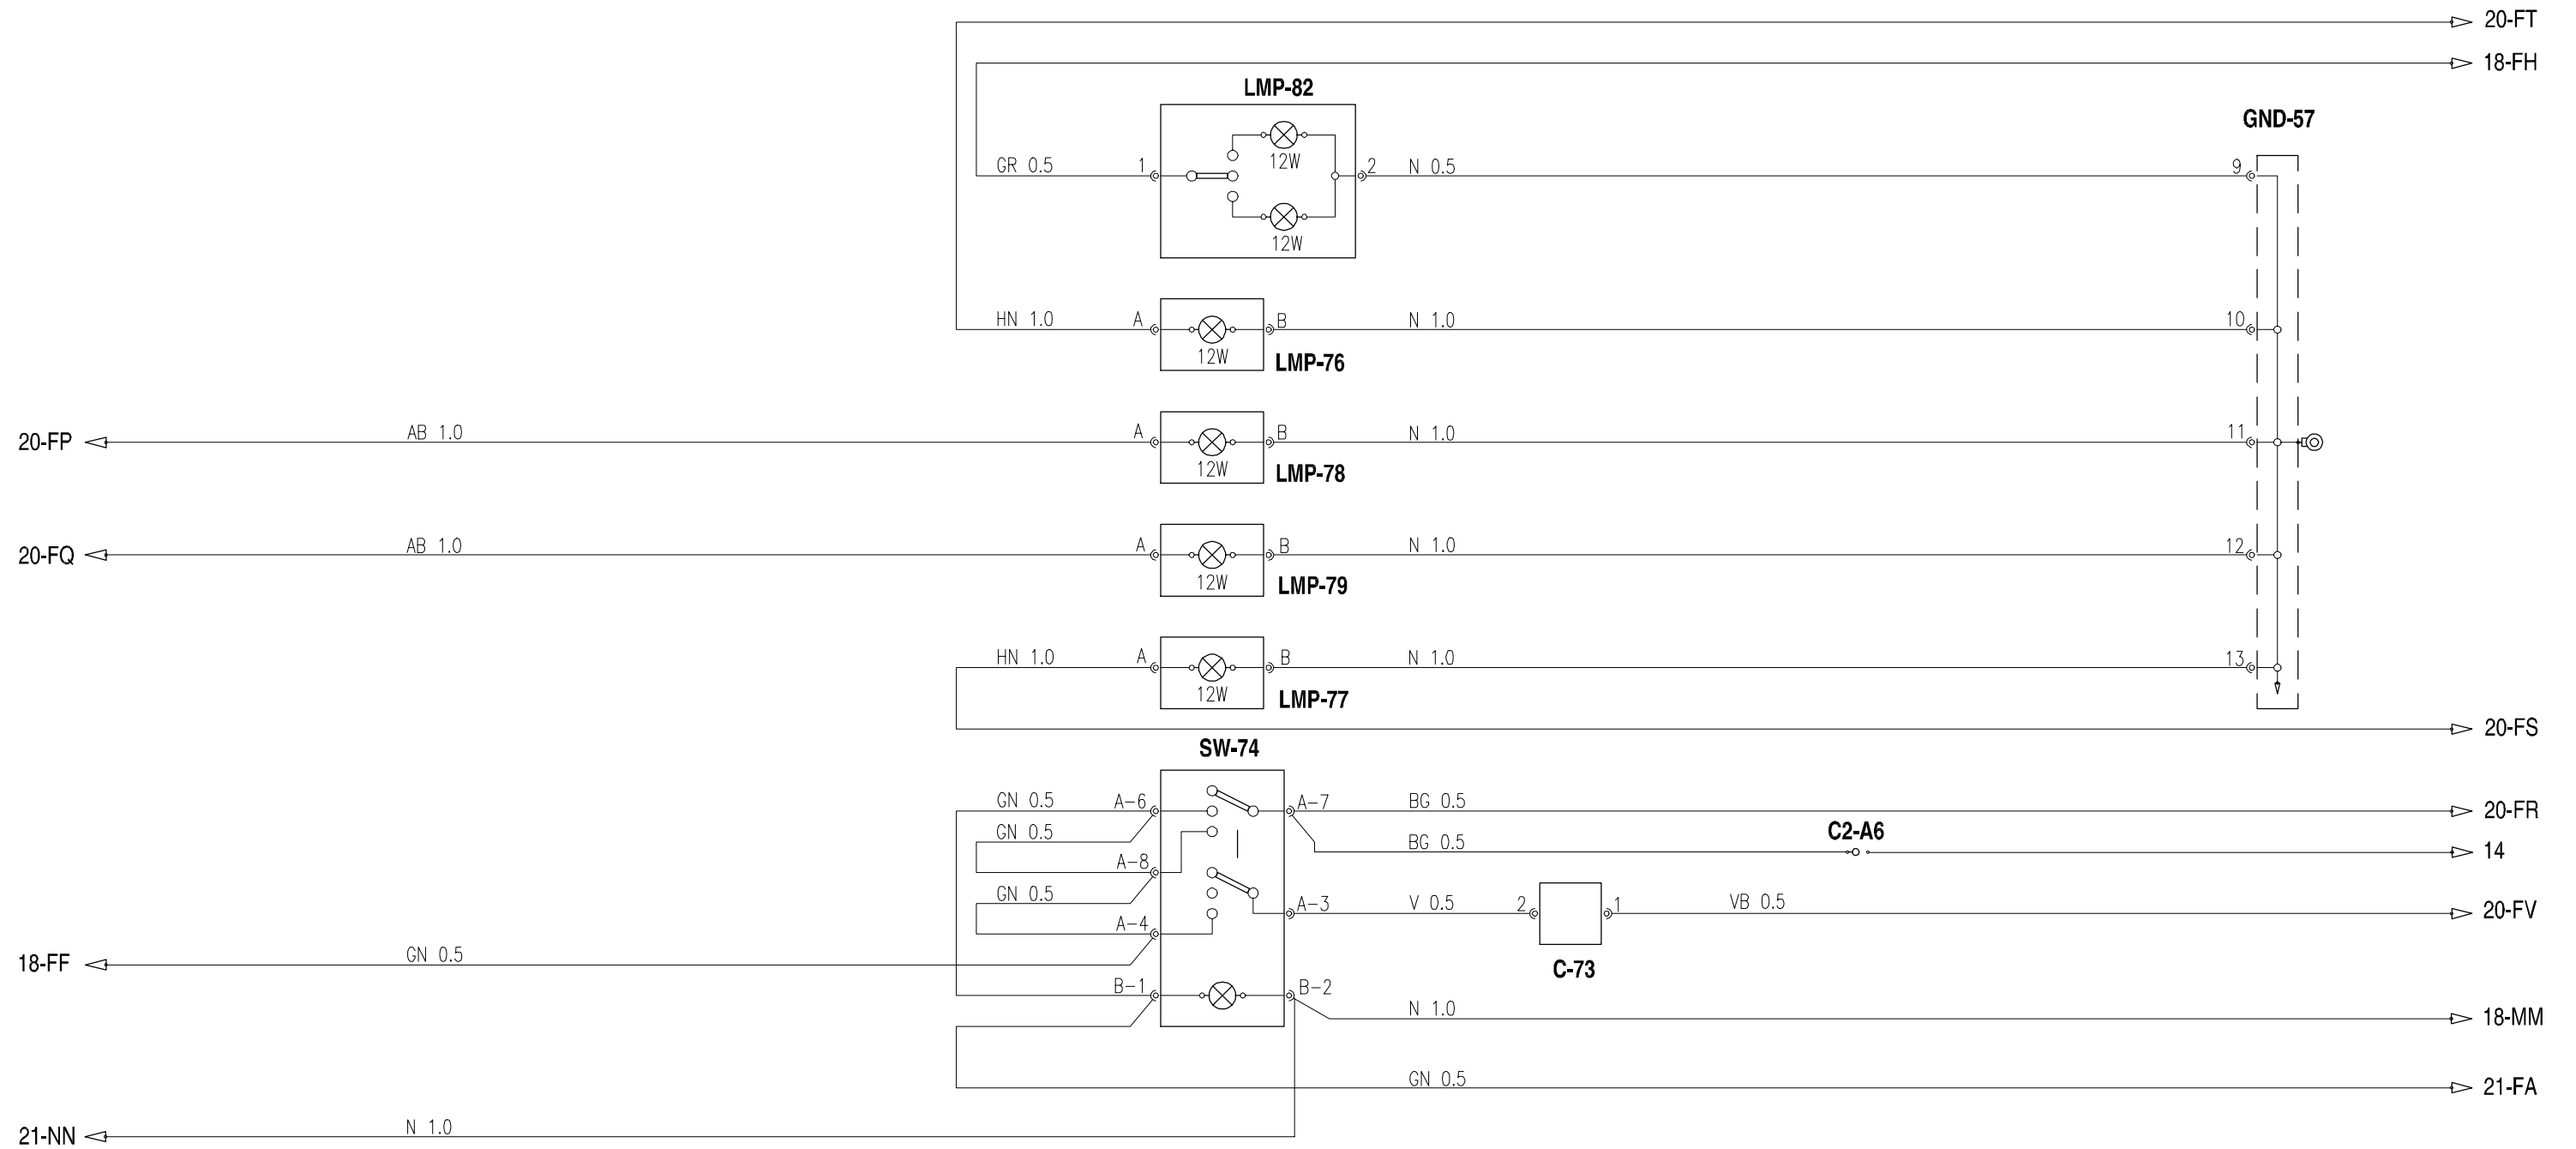 20-FT
18-FH
LMP-82
GND-57
12W
GR 0.5 1 2 N 0.5 9
12W
HN 1.0 A B N 1.0 10
12W LMP-76
20-FP AB 1.0 A B N 1.0 11
12W LMP-78
20-FQ AB 1.0 A B N 1.0 12
12W LMP-79
HN 1.0 A B N 1.0 13
12W LMP-77
20-FS
SW-74
GN 0.5 A-6 A-7 BG 0.5 20-FR
GN 0.5 BG 0.5 C2-A6 14
A-8
GN 0.5 A-3 V 0.5 2 1 VB 0.5 20-FV
A-4
18-FF GN 0.5 C-73
B-1 B-2
N 1.0 18-MM
GN 0.5 21-FA
21-NN N 1.0